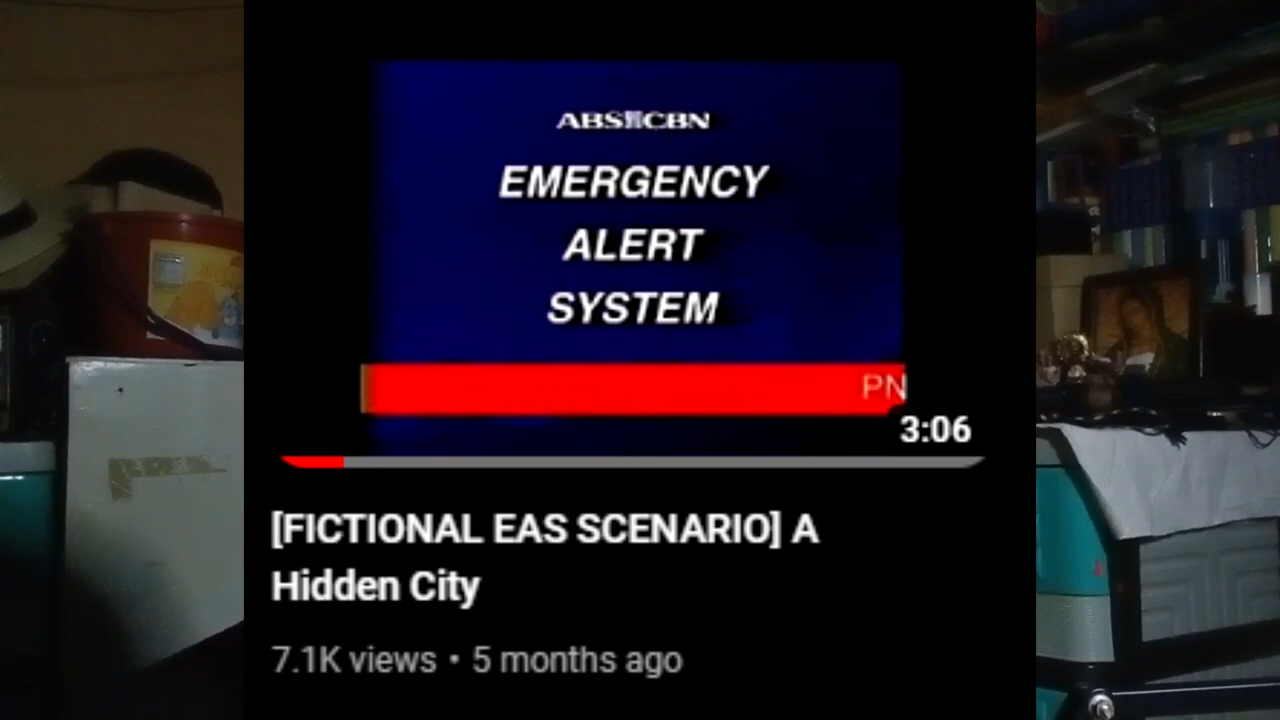 ABS CBN
EMERGENCY
ALERT
SYSTEM
PN
3:06
[FICTIONAL EAS SCENARIO] A
Hidden City
7.1K views • 5 months ago